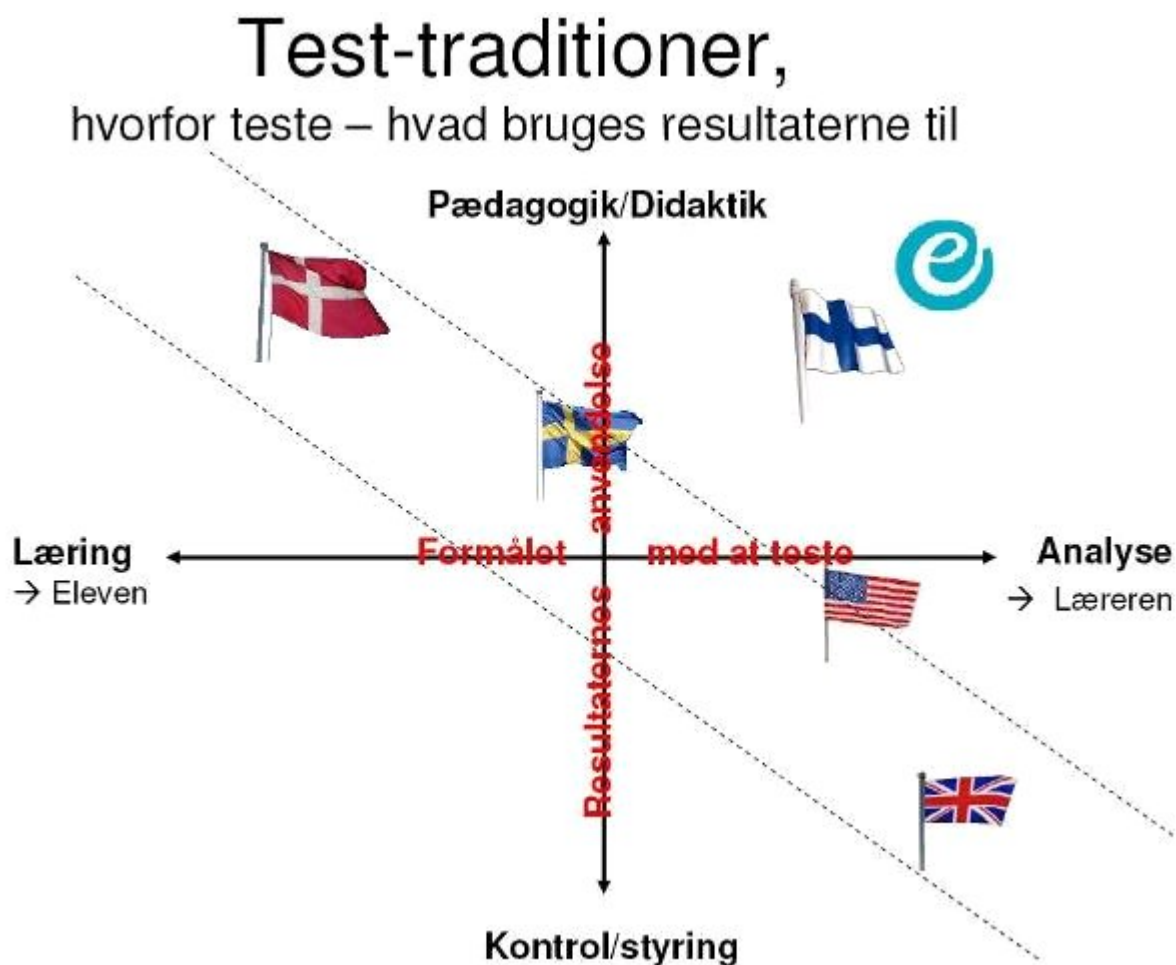 Test-traditioner,
hvorfor teste – hvad bruges resultaterne til
Pædagogik/Didaktik
e
Læring
→ Eleven
Formålet med at teste
Resultaternes anvendelse
Analyse
→ Læreren
Kontrol/styring